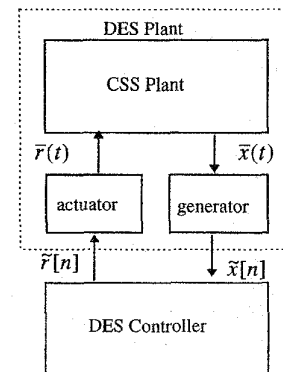 DES Plant
CSS Plant
r̅(t) x̅(t)
actuator generator
r̃[n] x̃[n]
DES Controller